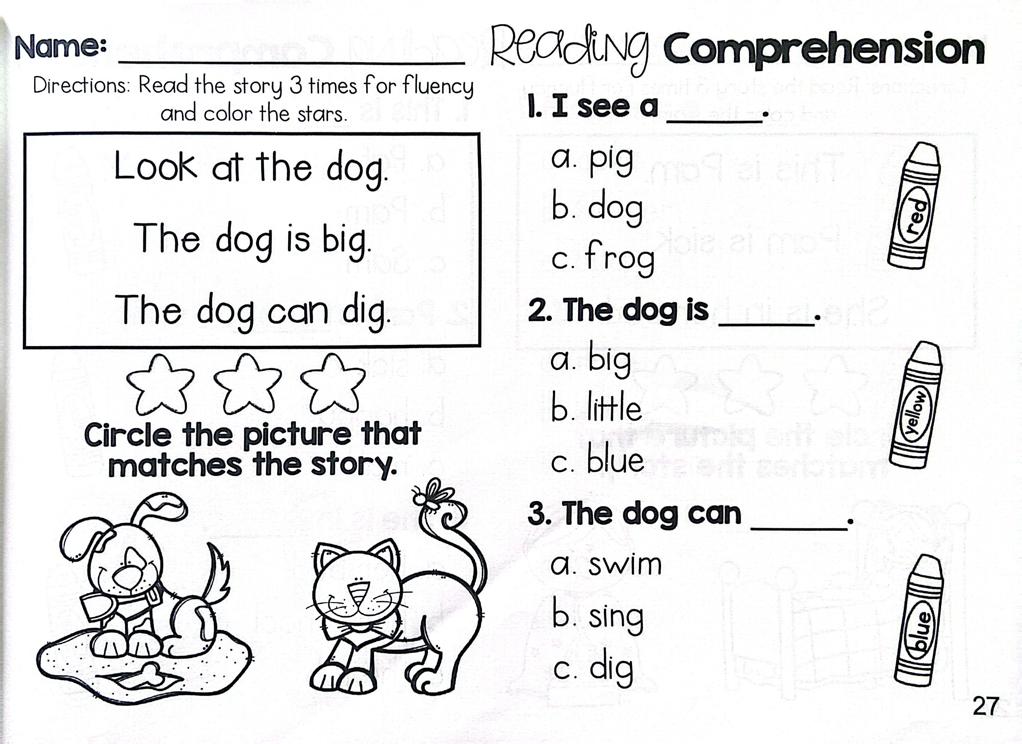 Name:
Directions: Read the story 3 times for fluency
and color the stars.
Look at the dog.
The dog is big.
The dog can dig.
Circle the picture that
matches the story.
Reading Comprehension
1. I see a ______.
a. pig
b. dog
c. frog
red
2. The dog is ______.
a. big
b. little
c. blue
yellow
3. The dog can ______.
a. swim
b. sing
c. dig
blue
27